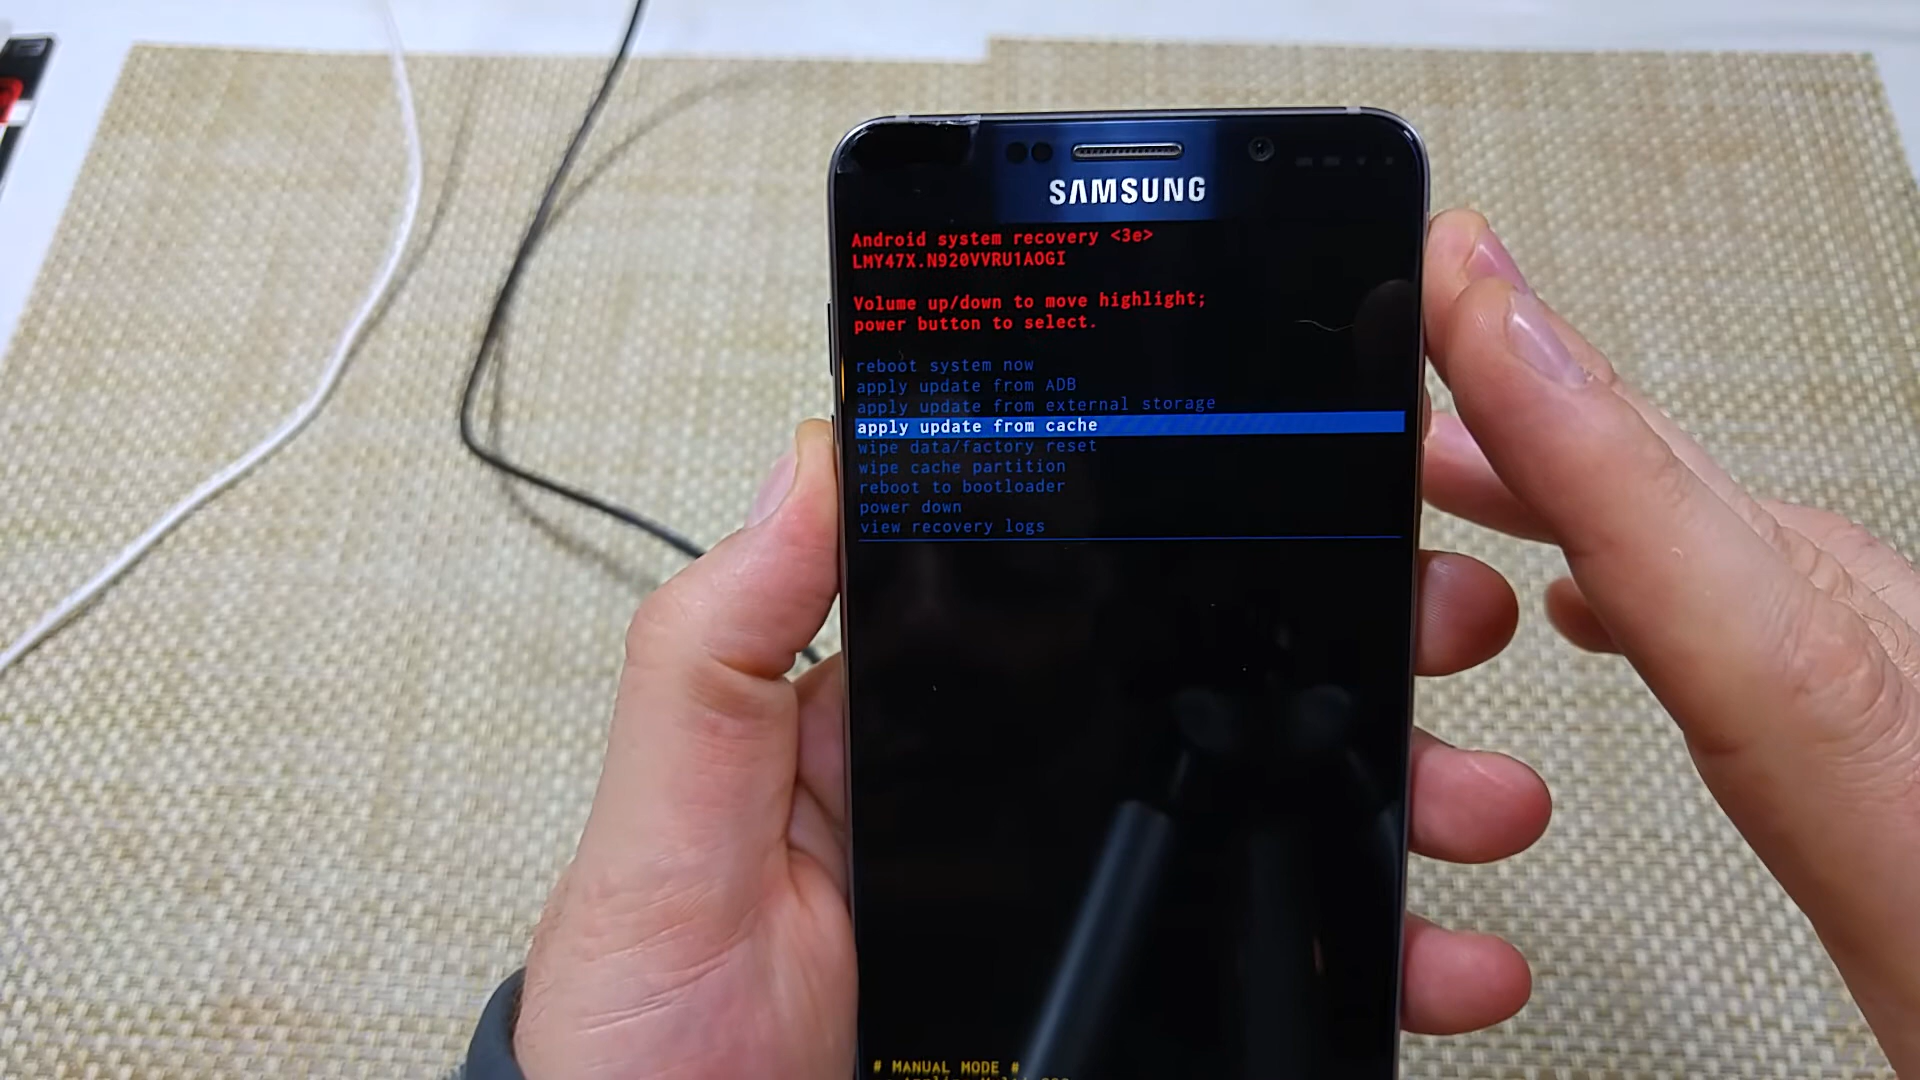 SAMSUNG
Android system recovery <3e>
LMY47X.N920VVRU1AOGI
Volume up/down to move highlight;
power button to select.
reboot system now
apply update from ADB
apply update from external storage
apply update from cache
wipe data/factory reset
wipe cache partition
reboot to bootloader
power down
view recovery logs
# MANUAL MODE #